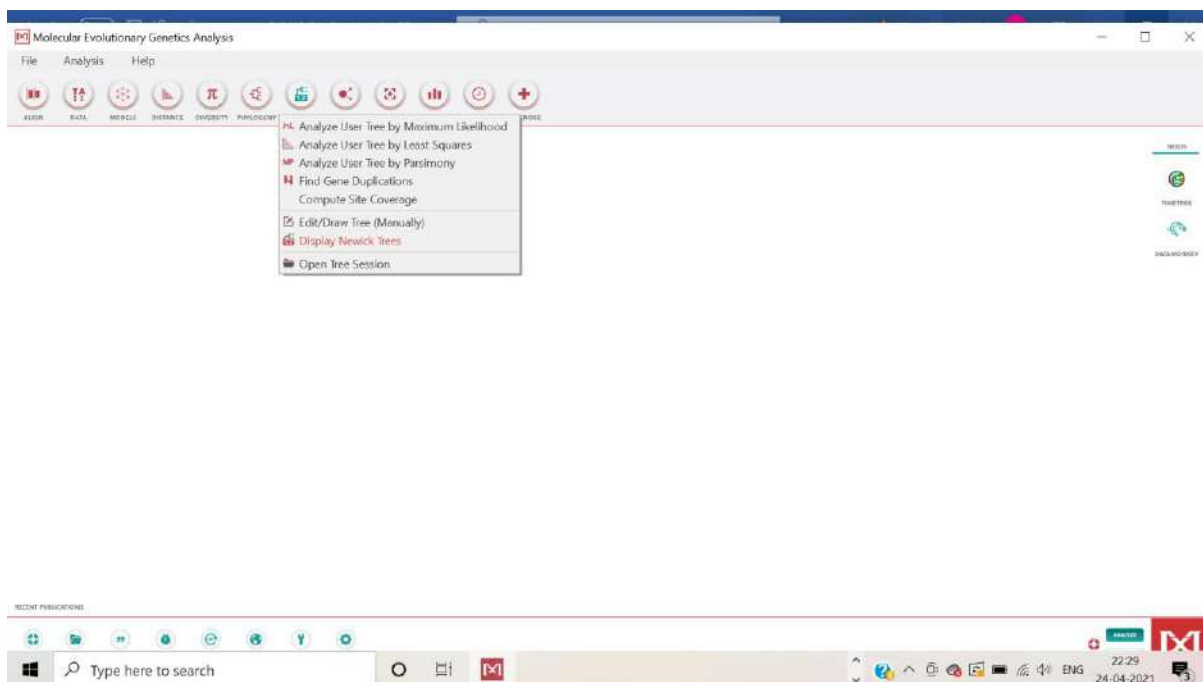 Molecular Evolutionary Genetics Analysis
File Analysis Help
ALIGN DATA MODELS DISTANCE DIVERSITY PHYLOGENY
Analyze User Tree by Maximum Likelihood
Analyze User Tree by Least Squares
Analyze User Tree by Parsimony
Find Gene Duplications
Compute Site Coverage
Edit/Draw Tree (Manually)
Display Newick Trees
Open Tree Session
TIMETREE
RECENT PUBLICATIONS
ANALYZE
Type here to search
ENG
22:29
24-04-2021
3